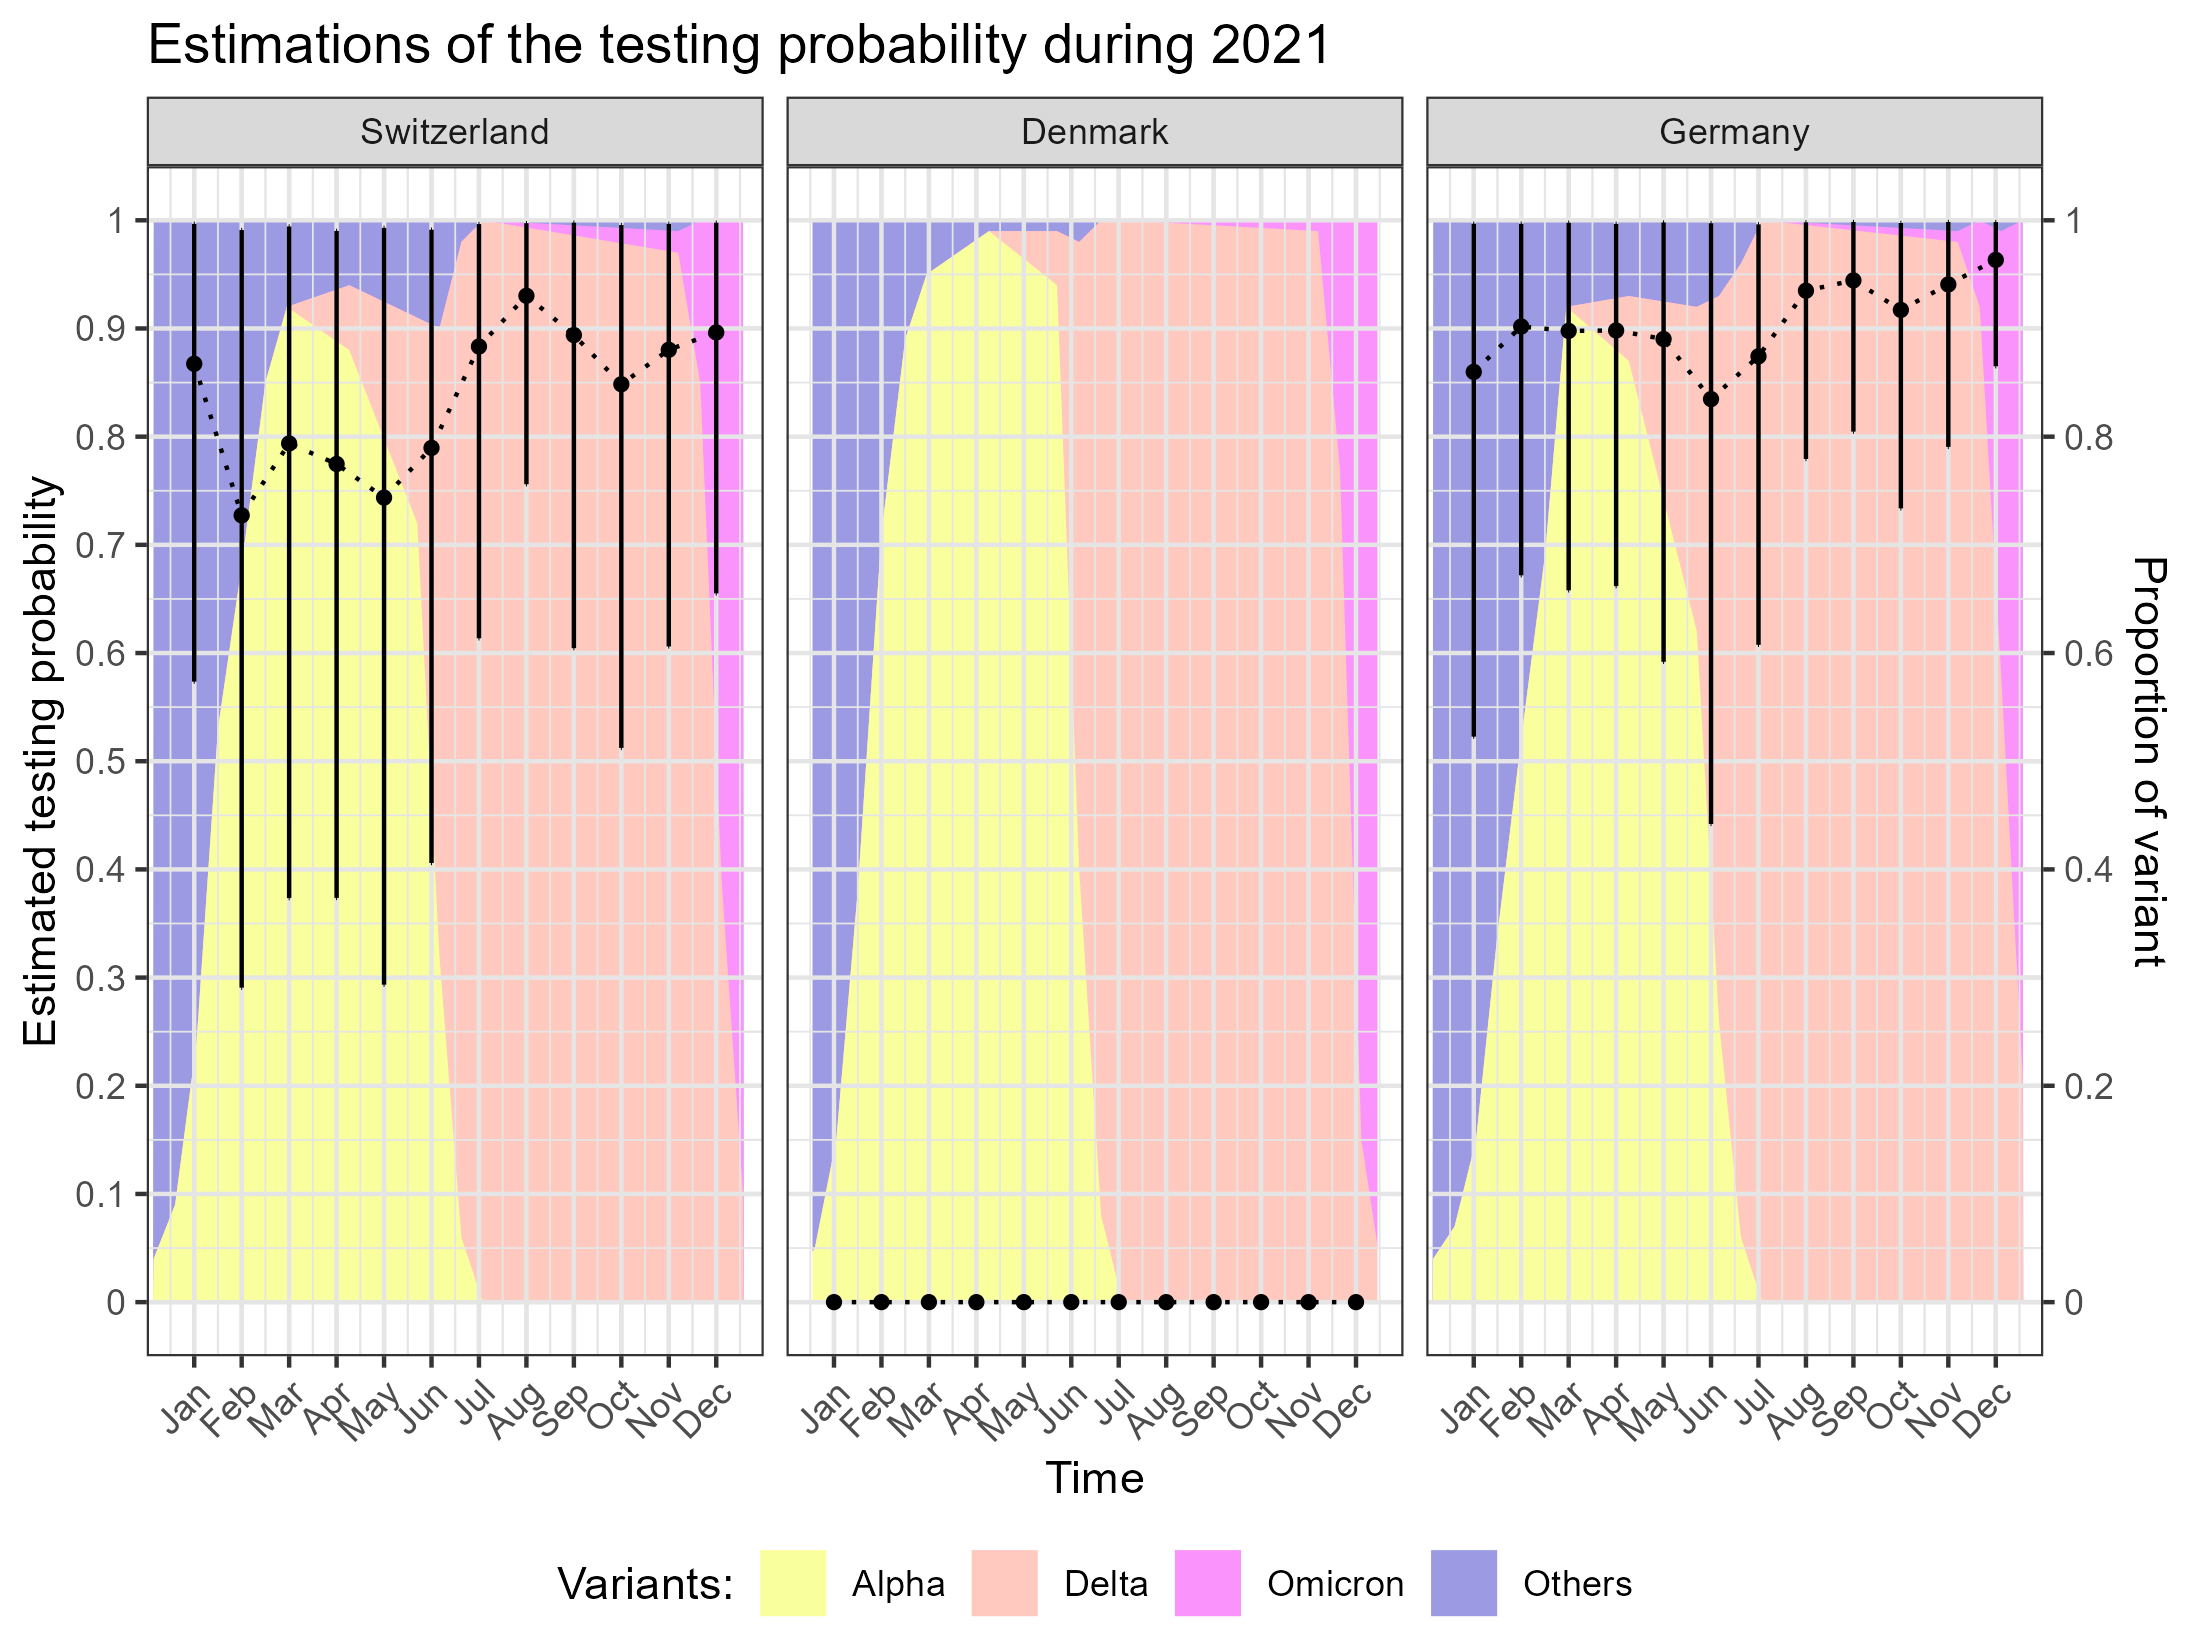 Estimations of the testing probability during 2021
Switzerland Denmark Germany
Estimated testing probability
1
0.9
0.8
0.7
0.6
0.5
0.4
0.3
0.2
0.1
0
1
0.8
0.6
0.4
0.2
0
Proportion of variant
Jan Feb Mar Apr May Jun Jul Aug Sep Oct Nov Dec
Jan Feb Mar Apr May Jun Jul Aug Sep Oct Nov Dec
Jan Feb Mar Apr May Jun Jul Aug Sep Oct Nov Dec
Time
Variants: Alpha Delta Omicron Others